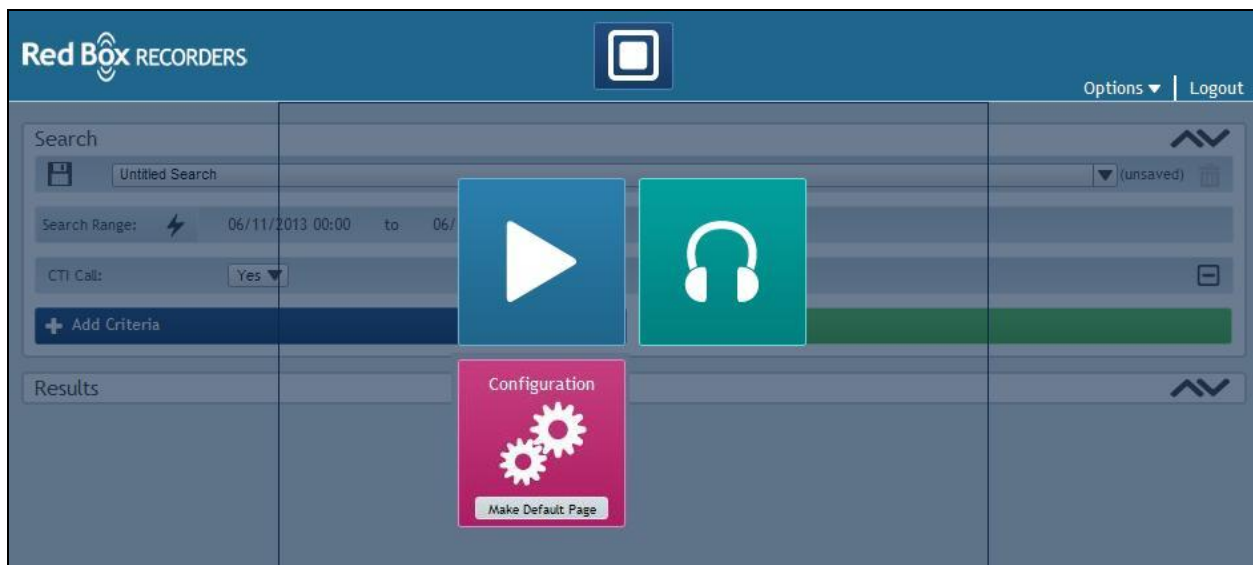 Red Box RECORDERS
Options Logout
Search
Untitled Search (unsaved)
Search Range: 06/11/2013 00:00 to 06/
CTI Call: Yes
Add Criteria
Results
Configuration
Make Default Page